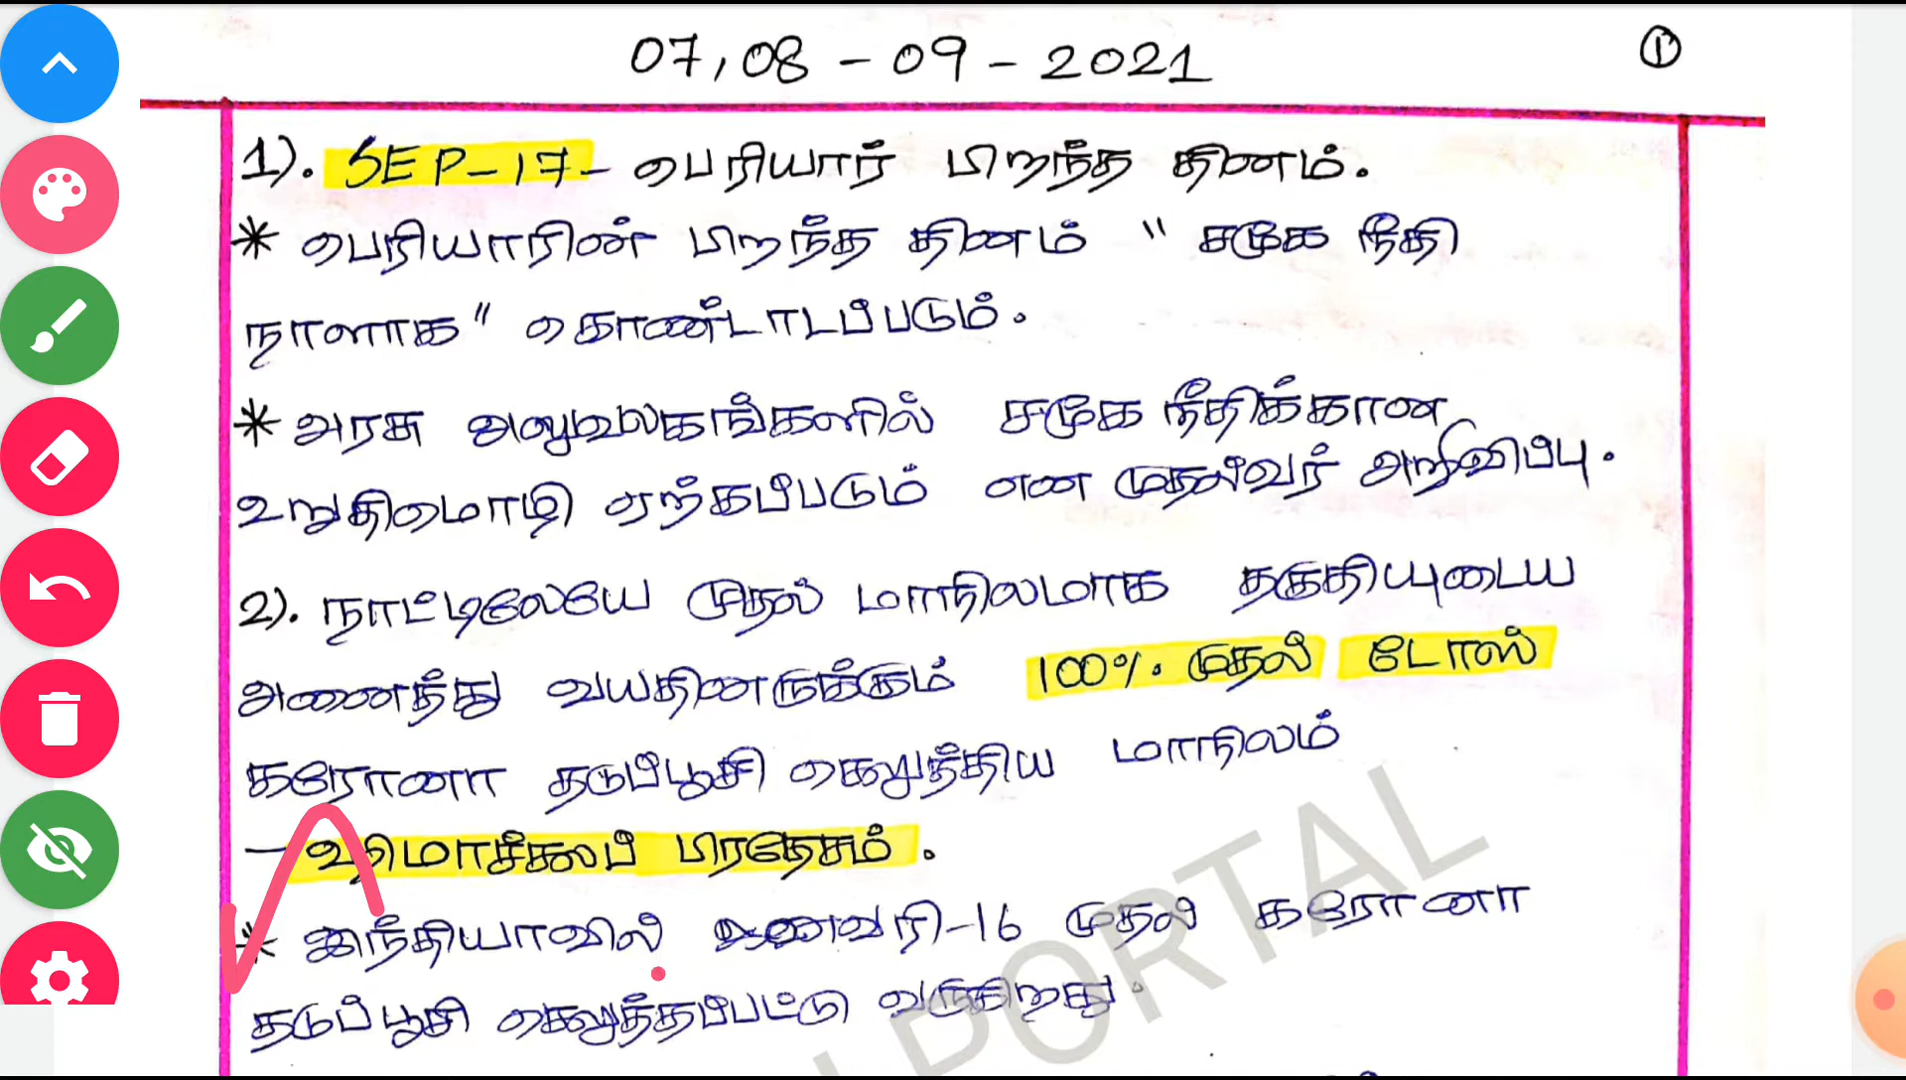 07,08 - 09 - 2021
1
1). SEP-17- பெரியார் பிறந்த தினம்.
* பெரியாரின் பிறந்த தினம் " சமூக நீதி
நாளாக" கொண்டாடப்படும்.
* அரசு அலுவலகங்களில் சமூக நீதிக்கான
உறுதிமொழி ஏற்கப்படும் என முதல்வர் அறிவிப்பு.
2). நாட்டிலேயே முதல் மாநிலமாக தகுதியுடைய
அனைத்து வயதினருக்கும் 100% முதல் டோஸ்
கரோனா தடுப்பூசி செலுத்திய மாநிலம்
- ஹிமாச்சலப் பிரதேசம்.
* இந்தியாவில் ஜனவரி-16 முதல் கரோனா
தடுப்பூசி செலுத்தப்பட்டு வருகிறது.
PORTAL